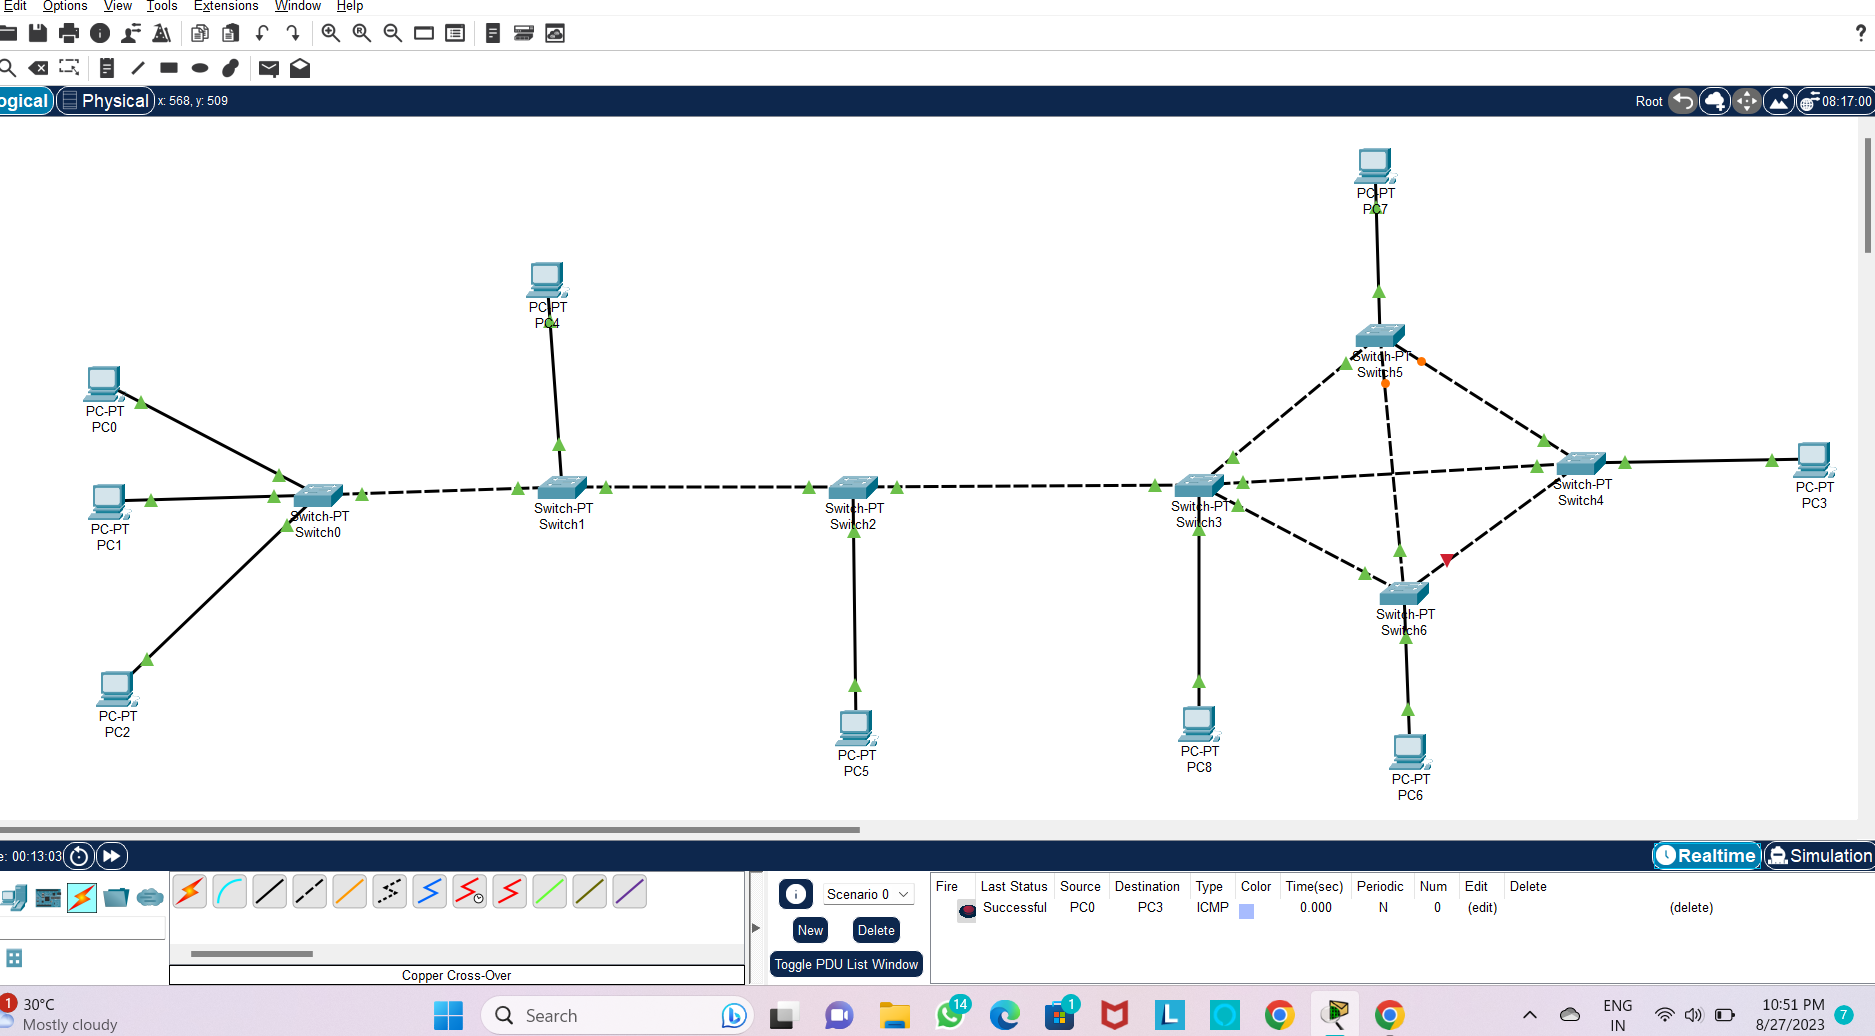 Edit Options View Tools Extensions Window Help
?
ogical Physical x: 568, y: 509
Root 08:17:00
PC-PT
PC7
PC-PT
PC4
Switch-PT
Switch5
PC-PT
PC0
PC-PT
PC1
Switch-PT
Switch0
Switch-PT
Switch1
Switch-PT
Switch2
Switch-PT
Switch3
Switch-PT
Switch4
PC-PT
PC3
Switch-PT
Switch6
PC-PT
PC2
PC-PT
PC5
PC-PT
PC8
PC-PT
PC6
e: 00:13:03
Realtime Simulation
Scenario 0
New Delete
Toggle PDU List Window
Fire Last Status Source Destination Type Color Time(sec) Periodic Num Edit Delete
Successful PC0 PC3 ICMP 0.000 N 0 (edit) (delete)
Copper Cross-Over
1
30°C
Mostly cloudy
Search
14
1
L
ENG
IN
10:51 PM
8/27/2023
7